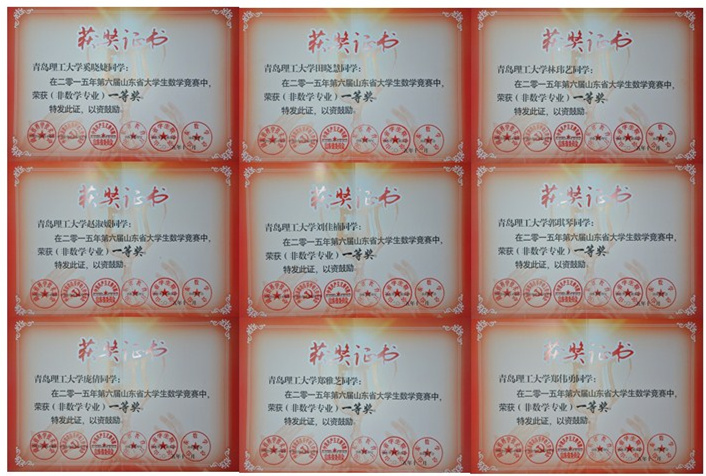 获奖证书
青岛理工大学奚晓婕同学:
在二零一五年第六届山东省大学生数学竞赛中,
荣获(非数学专业)一等奖
特发此证,以资鼓励。
获奖证书
青岛理工大学田晓慧同学:
在二零一五年第六届山东省大学生数学竞赛中,
荣获(非数学专业)一等奖
特发此证,以资鼓励。
获奖证书
青岛理工大学林玮艺同学:
在二零一五年第六届山东省大学生数学竞赛中,
荣获(非数学专业)一等奖
特发此证,以资鼓励。
获奖证书
青岛理工大学赵淑媛同学:
在二零一五年第六届山东省大学生数学竞赛中,
荣获(非数学专业)一等奖
特发此证,以资鼓励。
获奖证书
青岛理工大学刘佳楠同学:
在二零一五年第六届山东省大学生数学竞赛中,
荣获(非数学专业)一等奖
特发此证,以资鼓励。
获奖证书
青岛理工大学郭琪琴同学:
在二零一五年第六届山东省大学生数学竞赛中,
荣获(非数学专业)一等奖
特发此证,以资鼓励。
获奖证书
青岛理工大学庞倩同学:
在二零一五年第六届山东省大学生数学竞赛中,
荣获(非数学专业)一等奖
特发此证,以资鼓励。
获奖证书
青岛理工大学郑雅芝同学:
在二零一五年第六届山东省大学生数学竞赛中,
荣获(非数学专业)一等奖
特发此证,以资鼓励。
获奖证书
青岛理工大学郑伟勇同学:
在二零一五年第六届山东省大学生数学竞赛中,
荣获(非数学专业)一等奖
特发此证,以资鼓励。